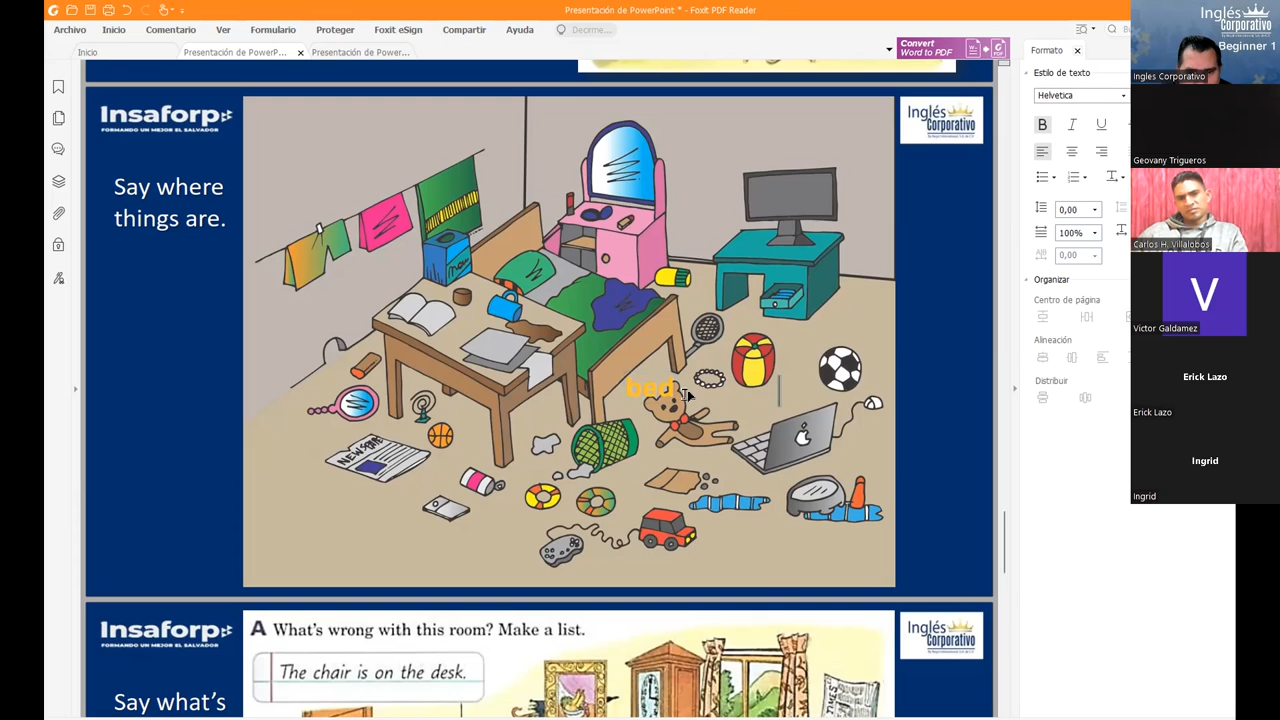 Presentación de PowerPoint * - Foxit PDF Reader
Archivo
Inicio
Comentario
Ver
Formulario
Proteger
Foxit eSign
Compartir
Ayuda
Decirme...
Inicio
Presentación de PowerP...
Presentación de Power...
Convert
Word to PDF
Formato
Estilo de texto
Helvetica
B I U
0,00
100%
0,00
Organizar
Centro de página
Alineación
Distribuir
Insaforp
FORMANDO UN MEJOR EL SALVADOR
Say where
things are.
Inglés
Corporativo
NEWSOME
bed
Insaforp
FORMANDO UN MEJOR EL SALVADOR
Say what's
A What's wrong with this room? Make a list.
The chair is on the desk.
Inglés
Corporativo
Inglés
Corporativo
Beginner 1
Ingles Corporativo
Geovany Trigueros
Carlos H. Villalobos
V
Victor Galdamez
Erick Lazo
Erick Lazo
Ingrid
Ingrid